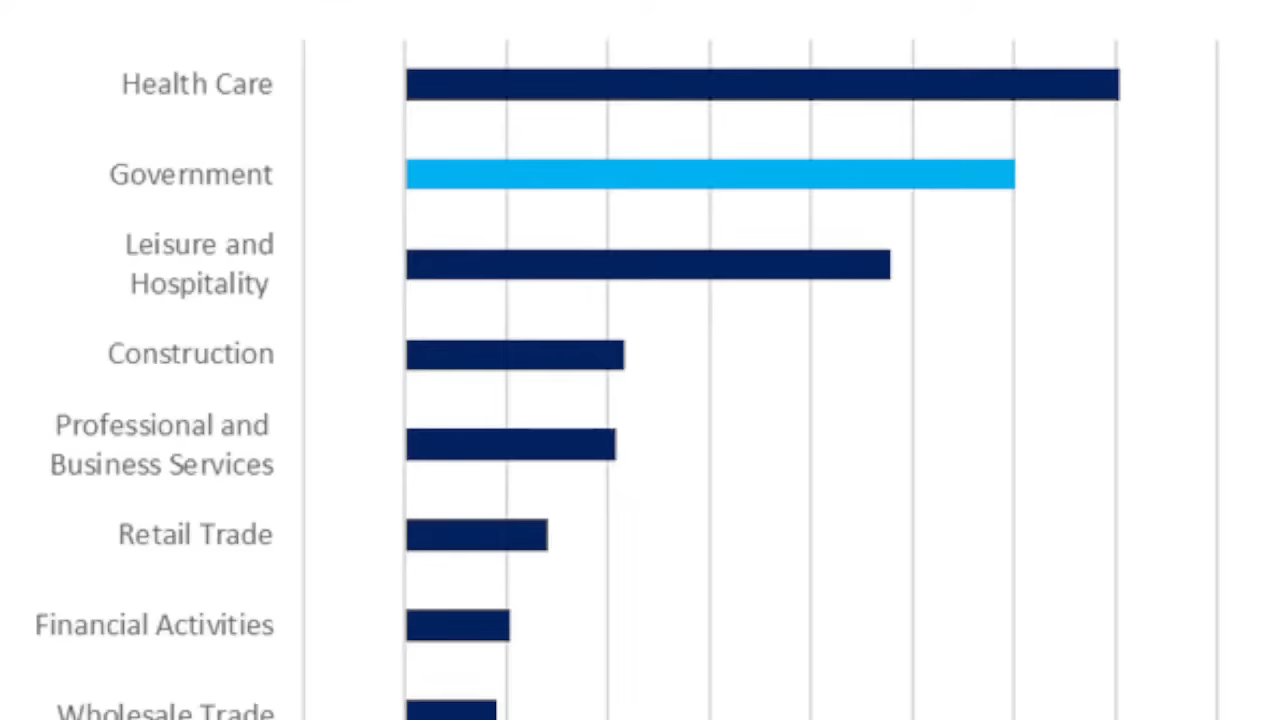 Health Care
Government
Leisure and
Hospitality
Construction
Professional and
Business Services
Retail Trade
Financial Activities
Wholesale Trade